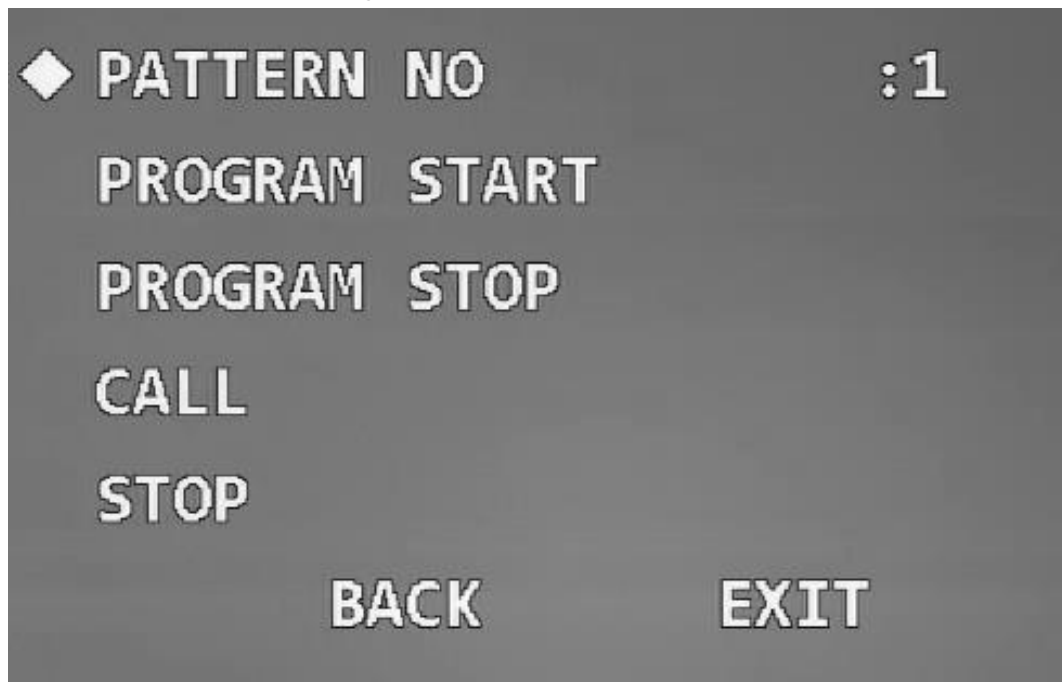 PATTERN NO :1
PROGRAM START
PROGRAM STOP
CALL
STOP
BACK EXIT